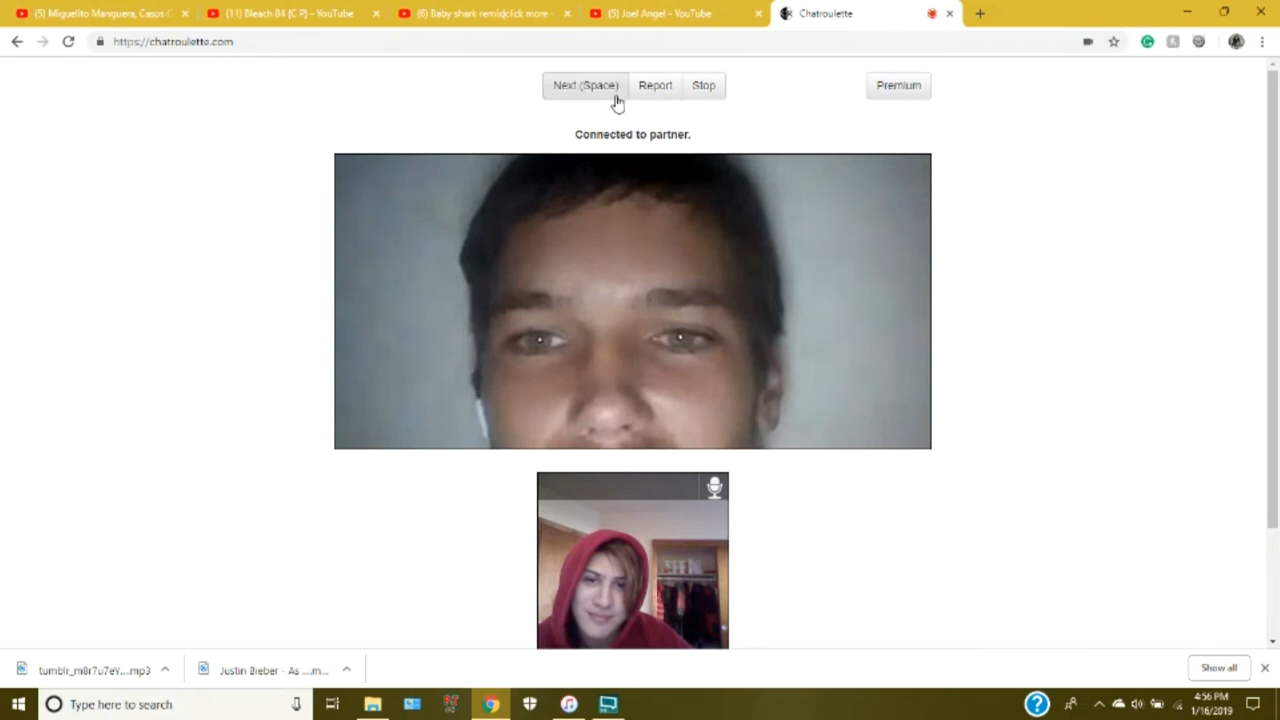 (5) Miguelito Manguera, Casos C
(11) Bleach 84 (C P) - YouTube
(6) Baby shark remix|click more -
(5) Joel Angel - YouTube
Chatroulette
https://chatroulette.com
Next (Space)
Report
Stop
Premium
Connected to partner.
tumblr_m8r7u7eY....mp3
Justin Bieber - As ....m...
Show all
Type here to search
4:56 PM
1/16/2019